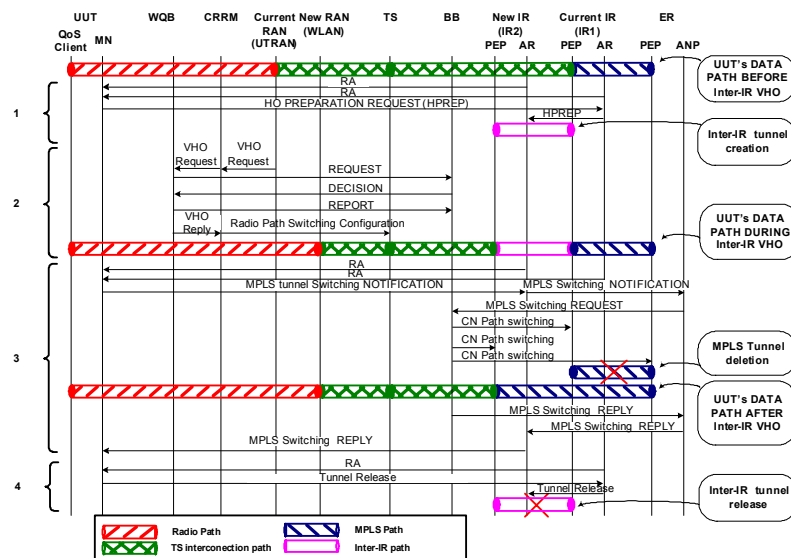 UUT WQB CRRM Current New RAN TS BB New IR Current IR ER
RAN (WLAN) (IR2) (IR1)
QoS (UTRAN)
Client MN PEP AR PEP AR PEP ANP
UUT's DATA
PATH BEFORE
Inter-IR VHO
RA
RA
1
HO PREPARATION REQUEST (HPREP)
HPREP
Inter-IR tunnel
creation
VHO VHO
Request Request
REQUEST
DECISION
2
REPORT
VHO
Reply
Radio Path Switching Configuration
UUT's DATA
PATH DURING
Inter-IR VHO
RA
RA
MPLS tunnel Switching NOTIFICATION MPLS Switching NOTIFICATION
MPLS Switching REQUEST
CN Path switching
CN Path switching
3
CN Path switching
MPLS Tunnel
deletion
UUT's DATA
PATH AFTER
Inter-IR VHO
MPLS Switching REPLY
MPLS Switching REPLY
MPLS Switching REPLY
RA
Tunnel Release
4
Tunnel Release
Inter-IR tunnel
release
Radio Path MPLS Path
TS interconection path Inter-IR path